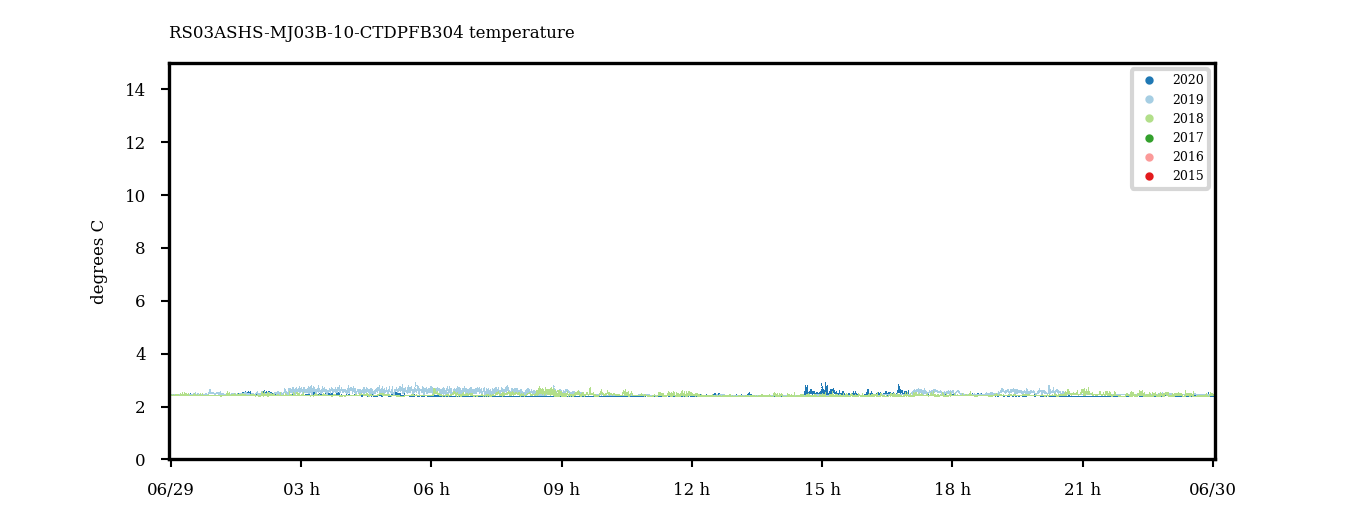 RS03ASHS-MJ03B-10-CTDPFB304 temperature
2020
2019
2018
2017
2016
2015
degrees C
14
12
10
8
6
4
2
0
06/29
03 h
06 h
09 h
12 h
15 h
18 h
21 h
06/30